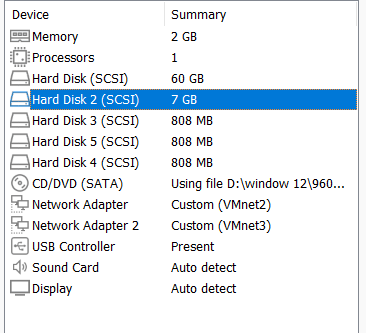 Device Summary
Memory 2 GB
Processors 1
Hard Disk (SCSI) 60 GB
Hard Disk 2 (SCSI) 7 GB
Hard Disk 3 (SCSI) 808 MB
Hard Disk 5 (SCSI) 808 MB
Hard Disk 4 (SCSI) 808 MB
CD/DVD (SATA) Using file D:\window 12\960...
Network Adapter Custom (VMnet2)
Network Adapter 2 Custom (VMnet3)
USB Controller Present
Sound Card Auto detect
Display Auto detect